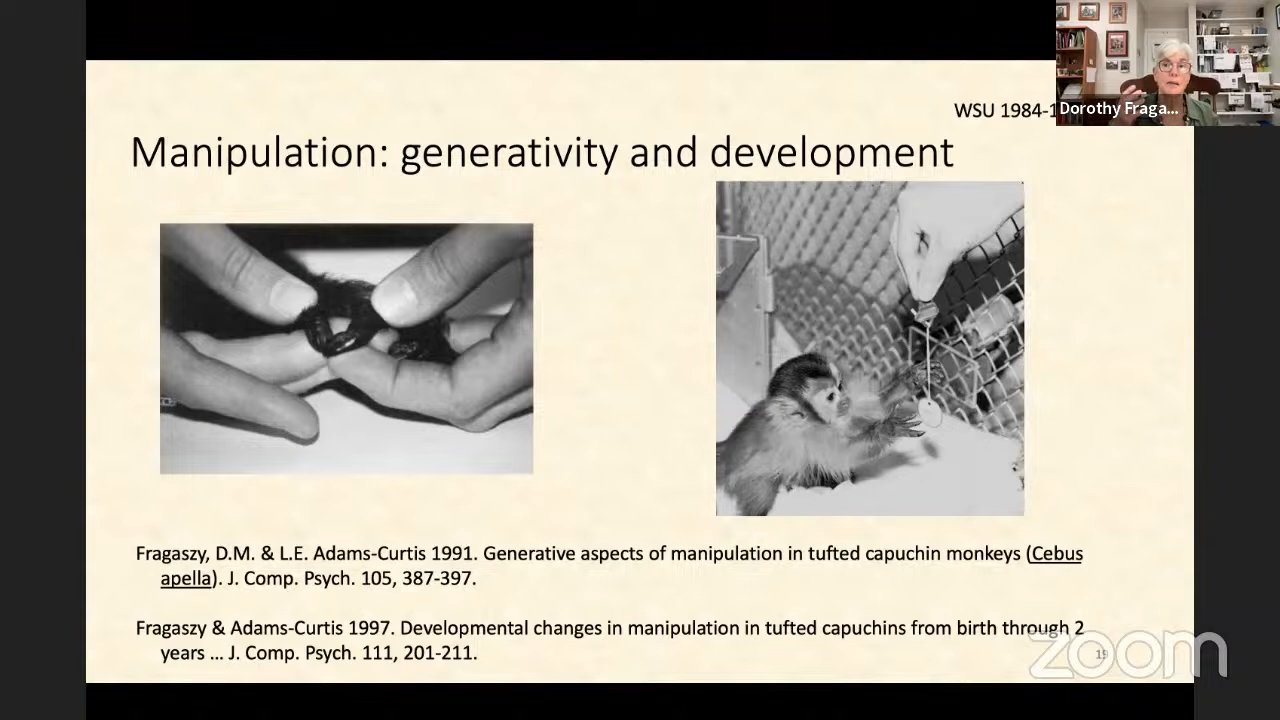 WSU 1984-1
Dorothy Fraga...
Manipulation: generativity and development
Fragaszy, D.M. & L.E. Adams-Curtis 1991. Generative aspects of manipulation in tufted capuchin monkeys (Cebus
apella). J. Comp. Psych. 105, 387-397.
Fragaszy & Adams-Curtis 1997. Developmental changes in manipulation in tufted capuchins from birth through 2
years ... J. Comp. Psych. 111, 201-211.
zoom